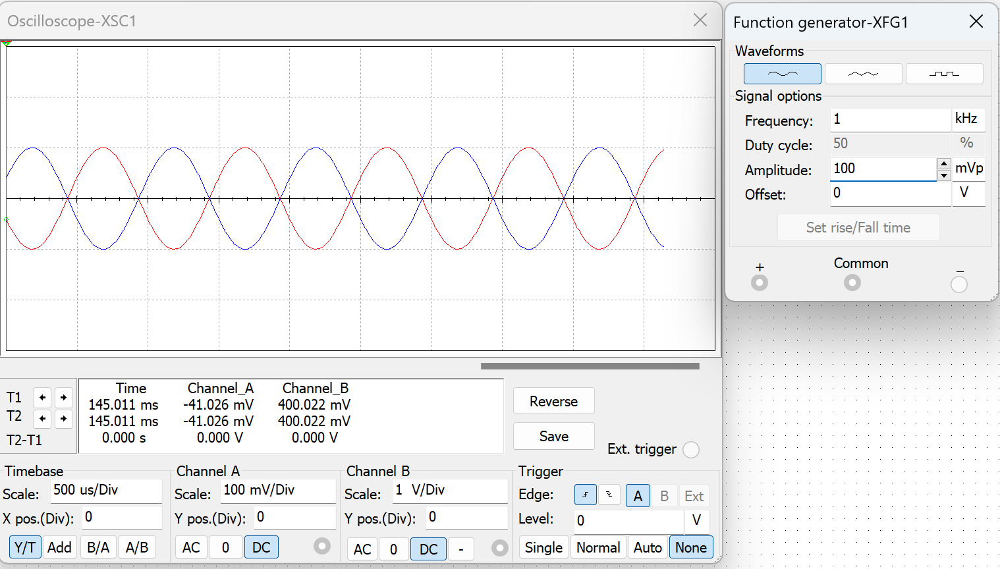 Oscilloscope-XSC1
Time Channel_A Channel_B
T1 145.011 ms -41.026 mV 400.022 mV
T2 145.011 ms -41.026 mV 400.022 mV
T2-T1 0.000 s 0.000 V 0.000 V
Reverse
Save
Ext. trigger
Timebase
Scale: 500 us/Div
X pos.(Div): 0
Y/T Add B/A A/B
Channel A
Scale: 100 mV/Div
Y pos.(Div): 0
AC 0 DC
Channel B
Scale: 1 V/Div
Y pos.(Div): 0
AC 0 DC -
Trigger
Edge: A B Ext
Level: 0 V
Single Normal Auto None
Function generator-XFG1
Waveforms
Signal options
Frequency: 1 kHz
Duty cycle: 50 %
Amplitude: 100 mVp
Offset: 0 V
Set rise/Fall time
+ Common −